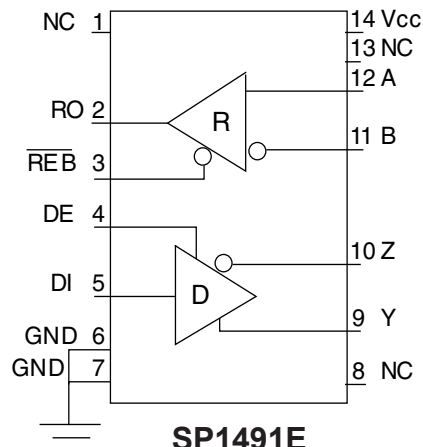 NC 1
14 Vcc
13 NC
12 A
RO 2
R
11 B
REB
3
DE 4
10 Z
DI 5
D
9 Y
GND 6
GND 7
8 NC
SP1491E